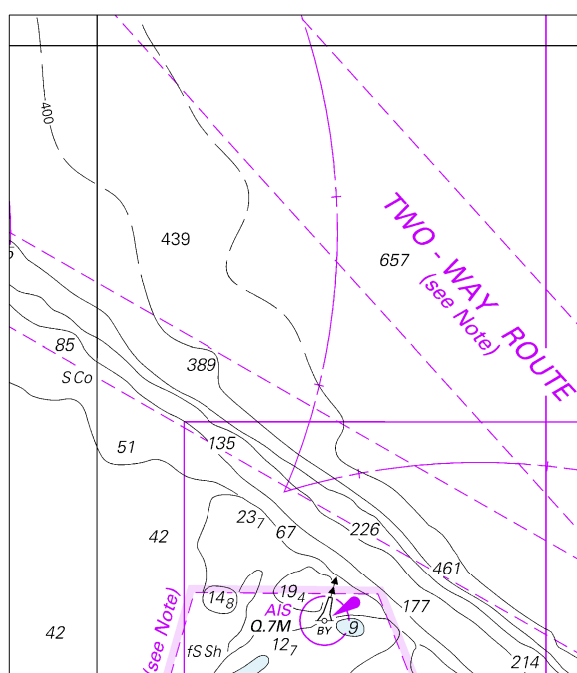 400
439
657
TWO - WAY ROUTE
(see Note)
85
389
S Co
51
135
23₇
67
226
42
461
14₈
19₄
177
AIS
Q.7M
BY
9
42
(see Note)
fS Sh
12₇
214